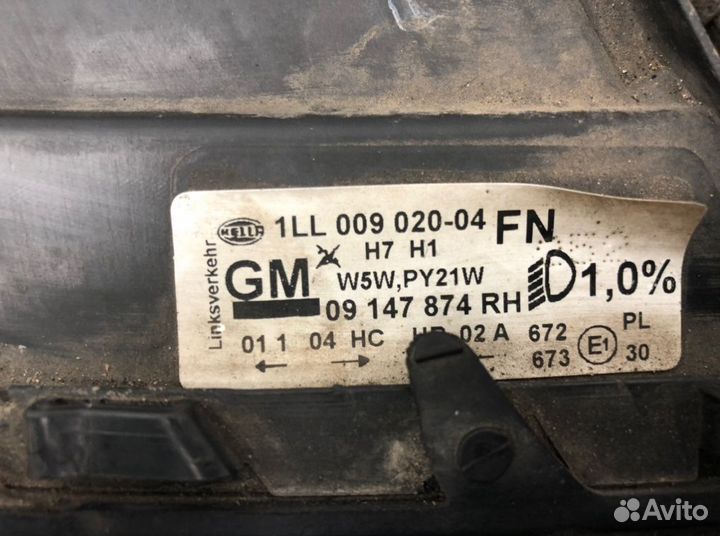 Linksverkehr
HELLA
1LL 009 020-04 FN
H7 H1
GM
W5W,PY21W
1,0%
09 147 874 RH
01 1 04 HC HR 02 A 672 PL
673 E1 30
Avito